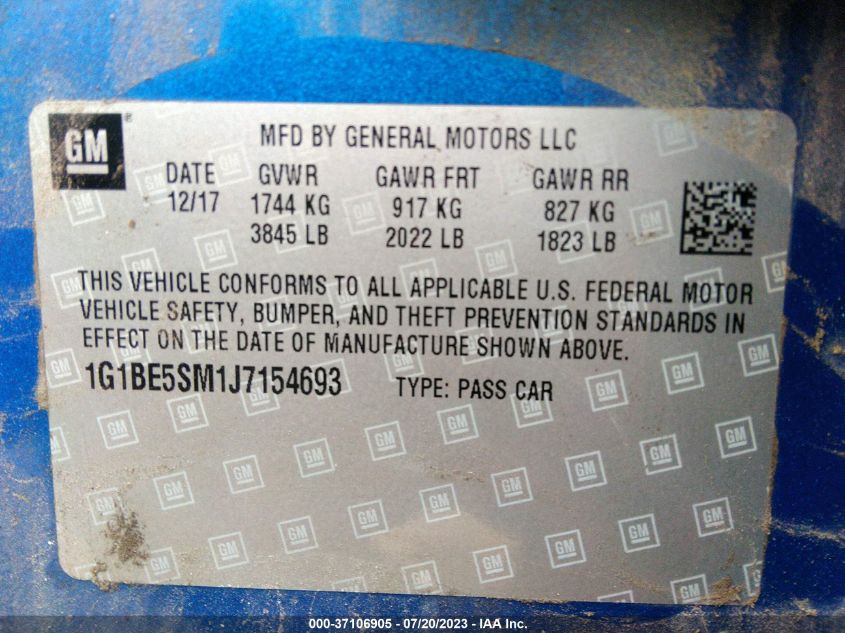 GM ®
MFD BY GENERAL MOTORS LLC
DATE GVWR GAWR FRT GAWR RR
12/17 1744 KG 917 KG 827 KG
3845 LB 2022 LB 1823 LB
THIS VEHICLE CONFORMS TO ALL APPLICABLE U.S. FEDERAL MOTOR
VEHICLE SAFETY, BUMPER, AND THEFT PREVENTION STANDARDS IN
EFFECT ON THE DATE OF MANUFACTURE SHOWN ABOVE.
1G1BE5SM1J7154693 TYPE: PASS CAR
000-37106905 - 07/20/2023 - IAA Inc.